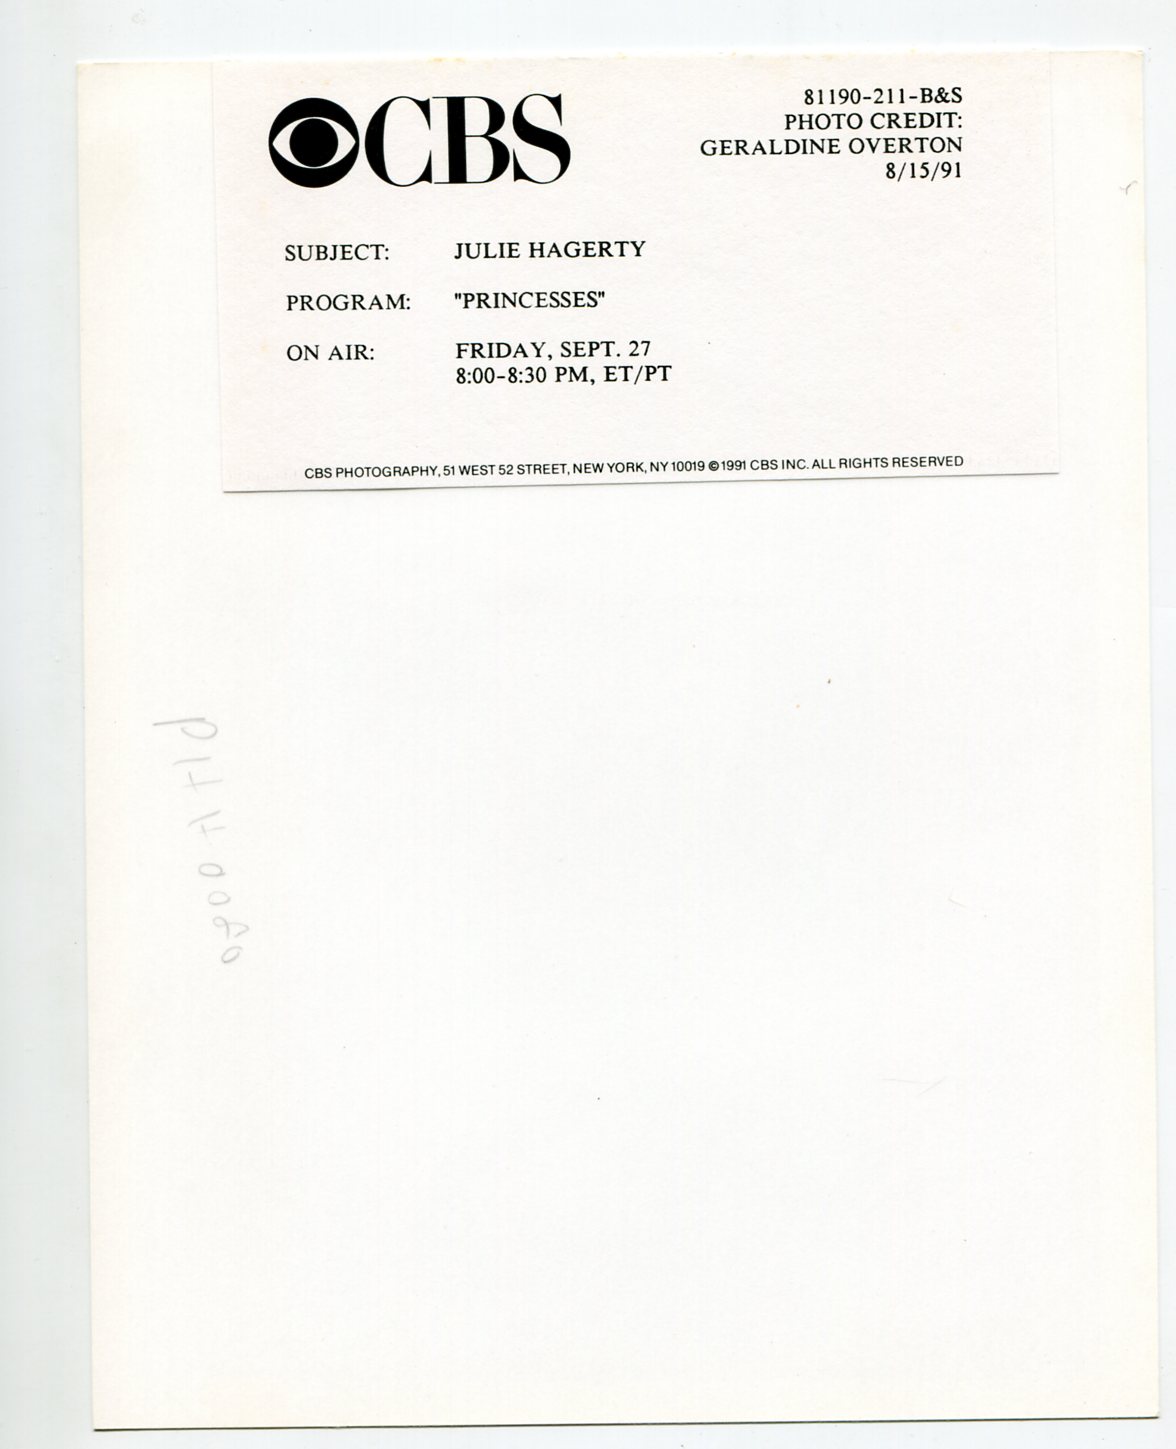 CBS
81190-211-B&S
PHOTO CREDIT:
GERALDINE OVERTON
8/15/91
SUBJECT: JULIE HAGERTY
PROGRAM: "PRINCESSES"
ON AIR: FRIDAY, SEPT. 27
8:00-8:30 PM, ET/PT
CBS PHOTOGRAPHY, 51 WEST 52 STREET, NEW YORK, NY 10019 ©1991 CBS INC. ALL RIGHTS RESERVED